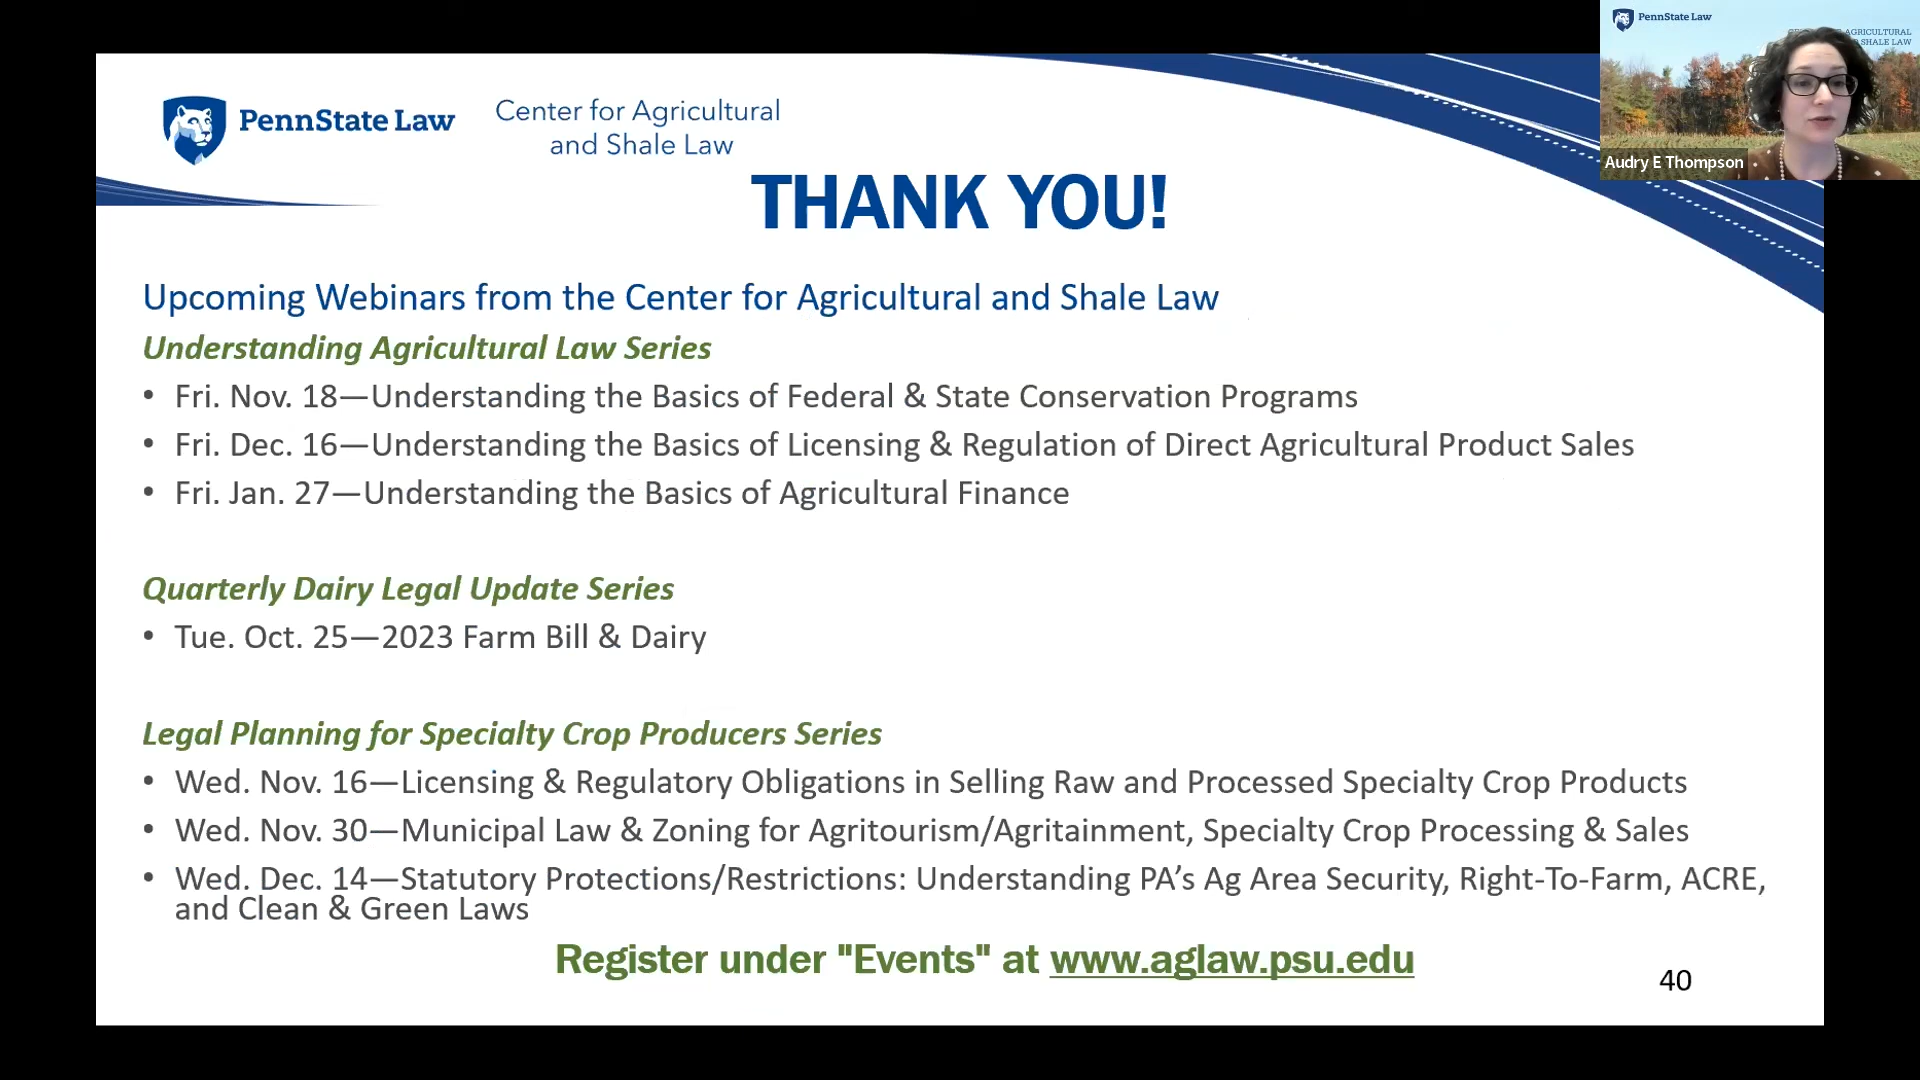 PennState Law
Center for Agricultural
and Shale Law
PennState Law
AGRICULTURAL
SHALE LAW
Audry E Thompson
THANK YOU!
Upcoming Webinars from the Center for Agricultural and Shale Law
Understanding Agricultural Law Series
• Fri. Nov. 18—Understanding the Basics of Federal & State Conservation Programs
• Fri. Dec. 16—Understanding the Basics of Licensing & Regulation of Direct Agricultural Product Sales
• Fri. Jan. 27—Understanding the Basics of Agricultural Finance
Quarterly Dairy Legal Update Series
• Tue. Oct. 25—2023 Farm Bill & Dairy
Legal Planning for Specialty Crop Producers Series
• Wed. Nov. 16—Licensing & Regulatory Obligations in Selling Raw and Processed Specialty Crop Products
• Wed. Nov. 30—Municipal Law & Zoning for Agritourism/Agritainment, Specialty Crop Processing & Sales
• Wed. Dec. 14—Statutory Protections/Restrictions: Understanding PA’s Ag Area Security, Right-To-Farm, ACRE,
and Clean & Green Laws
Register under "Events" at www.aglaw.psu.edu
40